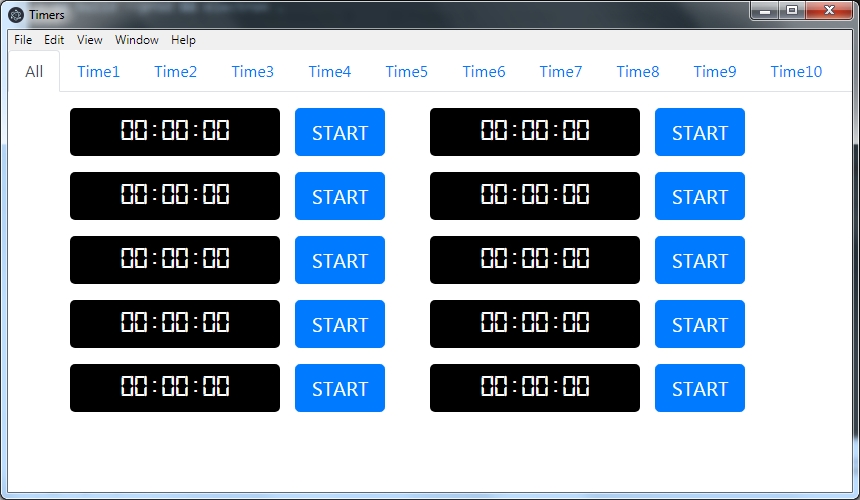 Timers
File Edit View Window Help
All Time1 Time2 Time3 Time4 Time5 Time6 Time7 Time8 Time9 Time10
00:00:00 START 00:00:00 START
00:00:00 START 00:00:00 START
00:00:00 START 00:00:00 START
00:00:00 START 00:00:00 START
00:00:00 START 00:00:00 START